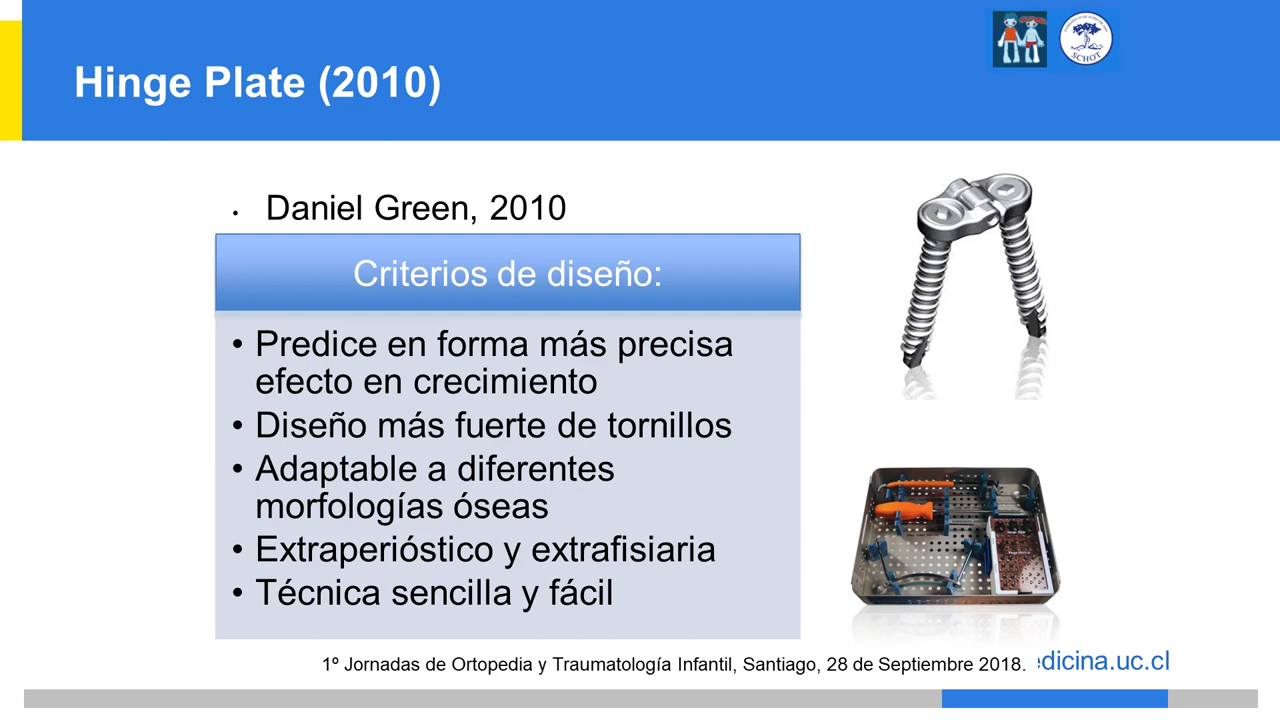 Hinge Plate (2010)
SCHOT
• Daniel Green, 2010
Criterios de diseño:
• Predice en forma más precisa
efecto en crecimiento
• Diseño más fuerte de tornillos
• Adaptable a diferentes
morfologías óseas
• Extraperióstico y extrafisiaria
• Técnica sencilla y fácil
1º Jornadas de Ortopedia y Traumatología Infantil, Santiago, 28 de Septiembre 2018.
edicina.uc.cl